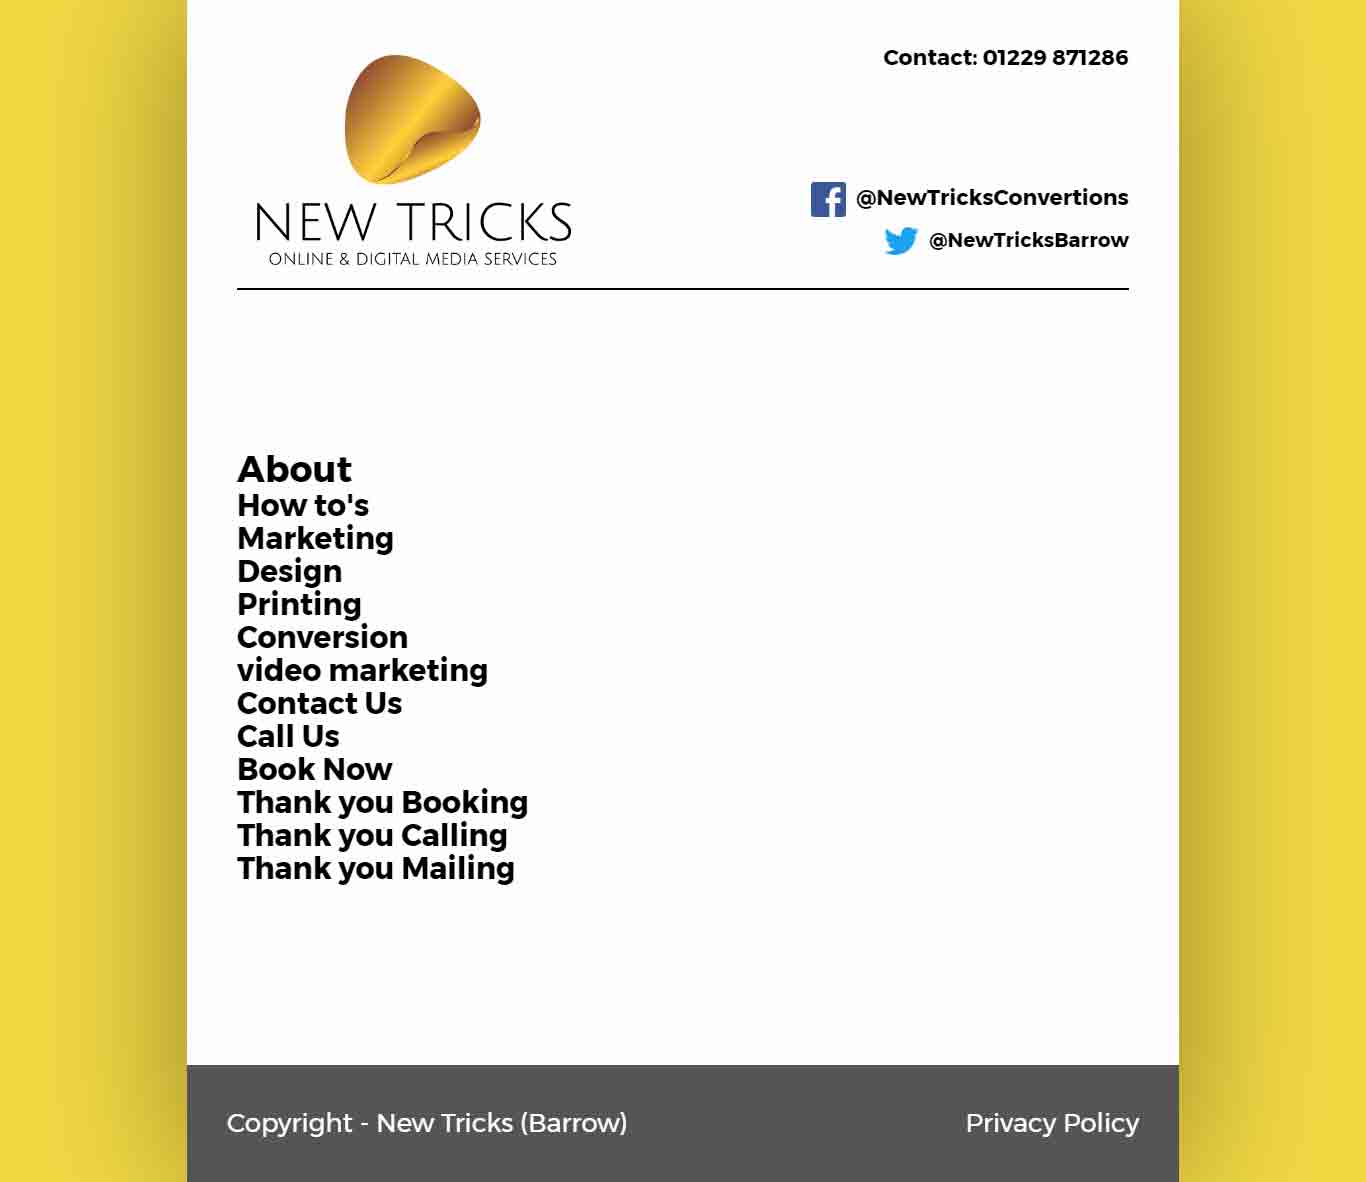 Contact: 01229 871286
@NewTricksConvertions
@NewTricksBarrow
NEW TRICKS
ONLINE & DIGITAL MEDIA SERVICES
About
How to's
Marketing
Design
Printing
Conversion
video marketing
Contact Us
Call Us
Book Now
Thank you Booking
Thank you Calling
Thank you Mailing
Copyright - New Tricks (Barrow)
Privacy Policy